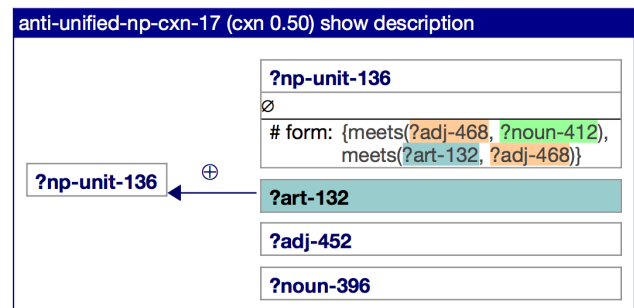 anti-unified-np-cxn-17 (cxn 0.50) show description
?np-unit-136
∅
# form: {meets(?adj-468, ?noun-412),
meets(?art-132, ?adj-468)}
?np-unit-136
⊕
?art-132
?adj-452
?noun-396